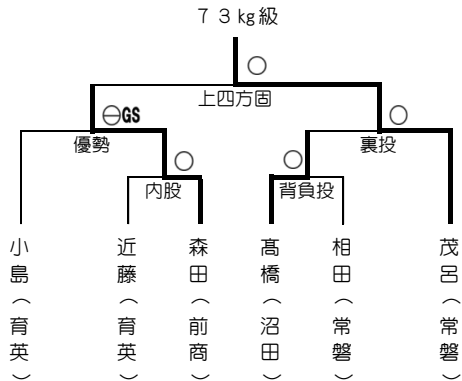 73kg級
○
上四方固
⊖GS
○
優勢
裏投
○
○
内股
背負投
小島（育英）
近藤（育英）
森田（前商）
髙橋（沼田）
相田（常磐）
茂呂（常磐）